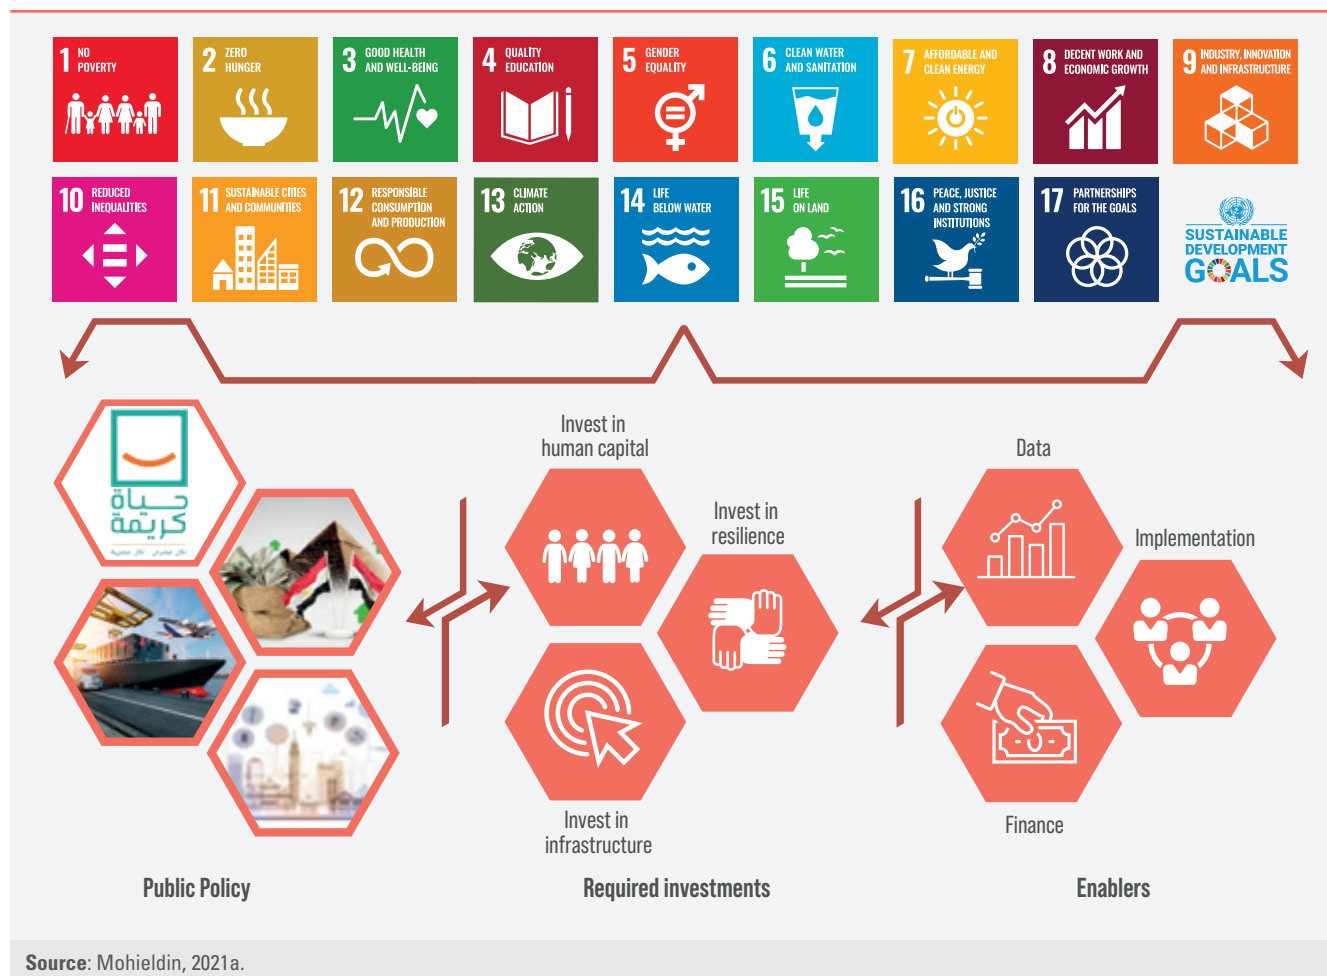 1 NO
POVERTY
2 ZERO
HUNGER
3 GOOD HEALTH
AND WELL-BEING
4 QUALITY
EDUCATION
5 GENDER
EQUALITY
6 CLEAN WATER
AND SANITATION
7 AFFORDABLE AND
CLEAN ENERGY
8 DECENT WORK AND
ECONOMIC GROWTH
9 INDUSTRY, INNOVATION
AND INFRASTRUCTURE
10 REDUCED
INEQUALITIES
11 SUSTAINABLE CITIES
AND COMMUNITIES
12 RESPONSIBLE
CONSUMPTION
AND PRODUCTION
13 CLIMATE
ACTION
14 LIFE
BELOW WATER
15 LIFE
ON LAND
16 PEACE, JUSTICE
AND STRONG
INSTITUTIONS
17 PARTNERSHIPS
FOR THE GOALS
SUSTAINABLE
DEVELOPMENT
GOALS
حياة
كريمة
Invest in
human capital
Invest in
resilience
Invest in
infrastructure
Data
Implementation
Finance
Public Policy
Required investments
Enablers
Source: Mohieldin, 2021a.